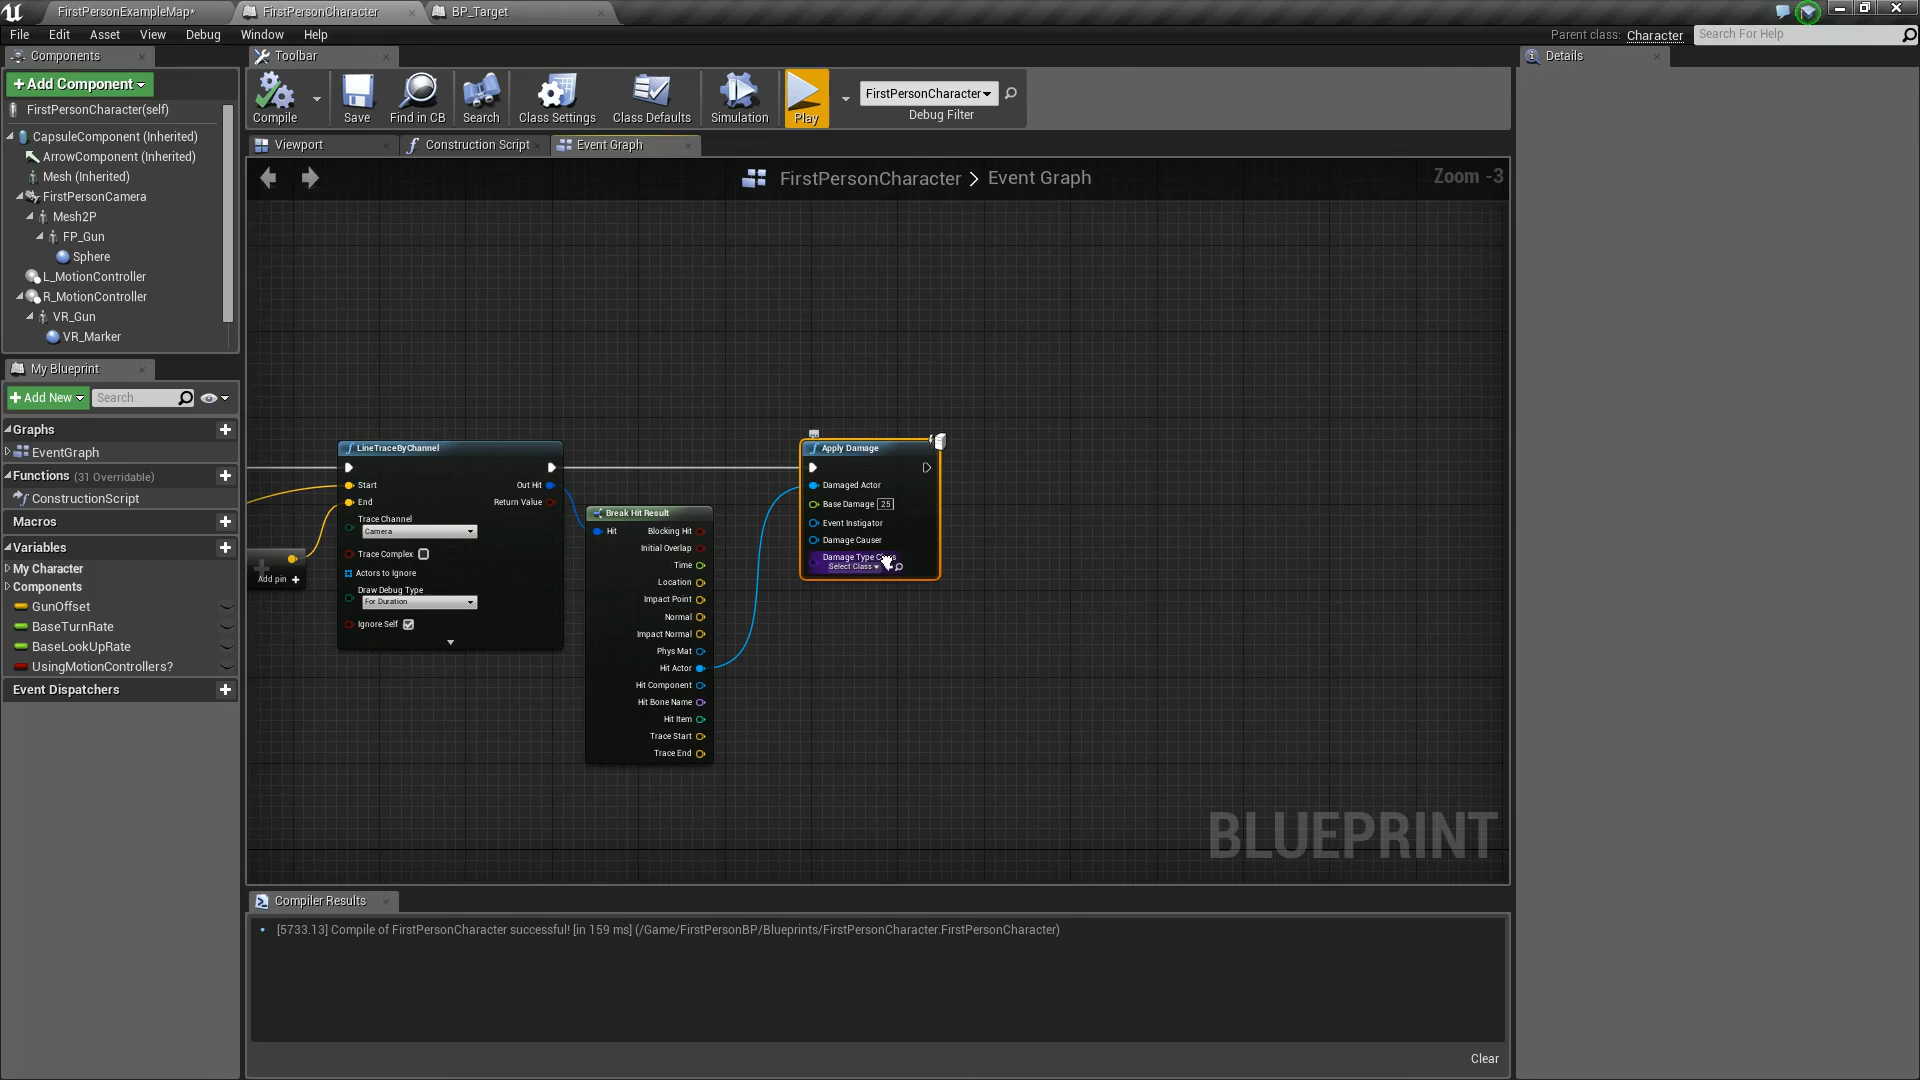 FirstPersonExampleMap*
FirstPersonCharacter
BP_Target
File Edit Asset View Debug Window Help
Parent class: Character
Search For Help
Components
Toolbar
Details
+Add Component
FirstPersonCharacter(self)
CapsuleComponent (Inherited)
ArrowComponent (Inherited)
Mesh (Inherited)
FirstPersonCamera
Mesh2P
FP_Gun
Sphere
L_MotionController
R_MotionController
VR_Gun
VR_Marker
Compile
Save
Find in CB
Search
Class Settings
Class Defaults
Simulation
Play
FirstPersonCharacter
Debug Filter
Viewport
Construction Script
Event Graph
FirstPersonCharacter > Event Graph
Zoom -3
My Blueprint
+Add New
Search
Graphs
EventGraph
Functions (31 Overridable)
ConstructionScript
Macros
Variables
My Character
Components
GunOffset
BaseTurnRate
BaseLookUpRate
UsingMotionControllers?
Event Dispatchers
Add pin +
LineTraceByChannel
Start
Out Hit
End
Return Value
Trace Channel
Camera
Trace Complex
Actors to Ignore
Draw Debug Type
For Duration
Ignore Self
Break Hit Result
Hit
Blocking Hit
Initial Overlap
Time
Location
Impact Point
Normal
Impact Normal
Phys Mat
Hit Actor
Hit Component
Hit Bone Name
Hit Item
Trace Start
Trace End
Apply Damage
Damaged Actor
Base Damage 25
Event Instigator
Damage Causer
Damage Type Class
Select Class
BLUEPRINT
Compiler Results
[5733.13] Compile of FirstPersonCharacter successful! [in 159 ms] (/Game/FirstPersonBP/Blueprints/FirstPersonCharacter.FirstPersonCharacter)
Clear